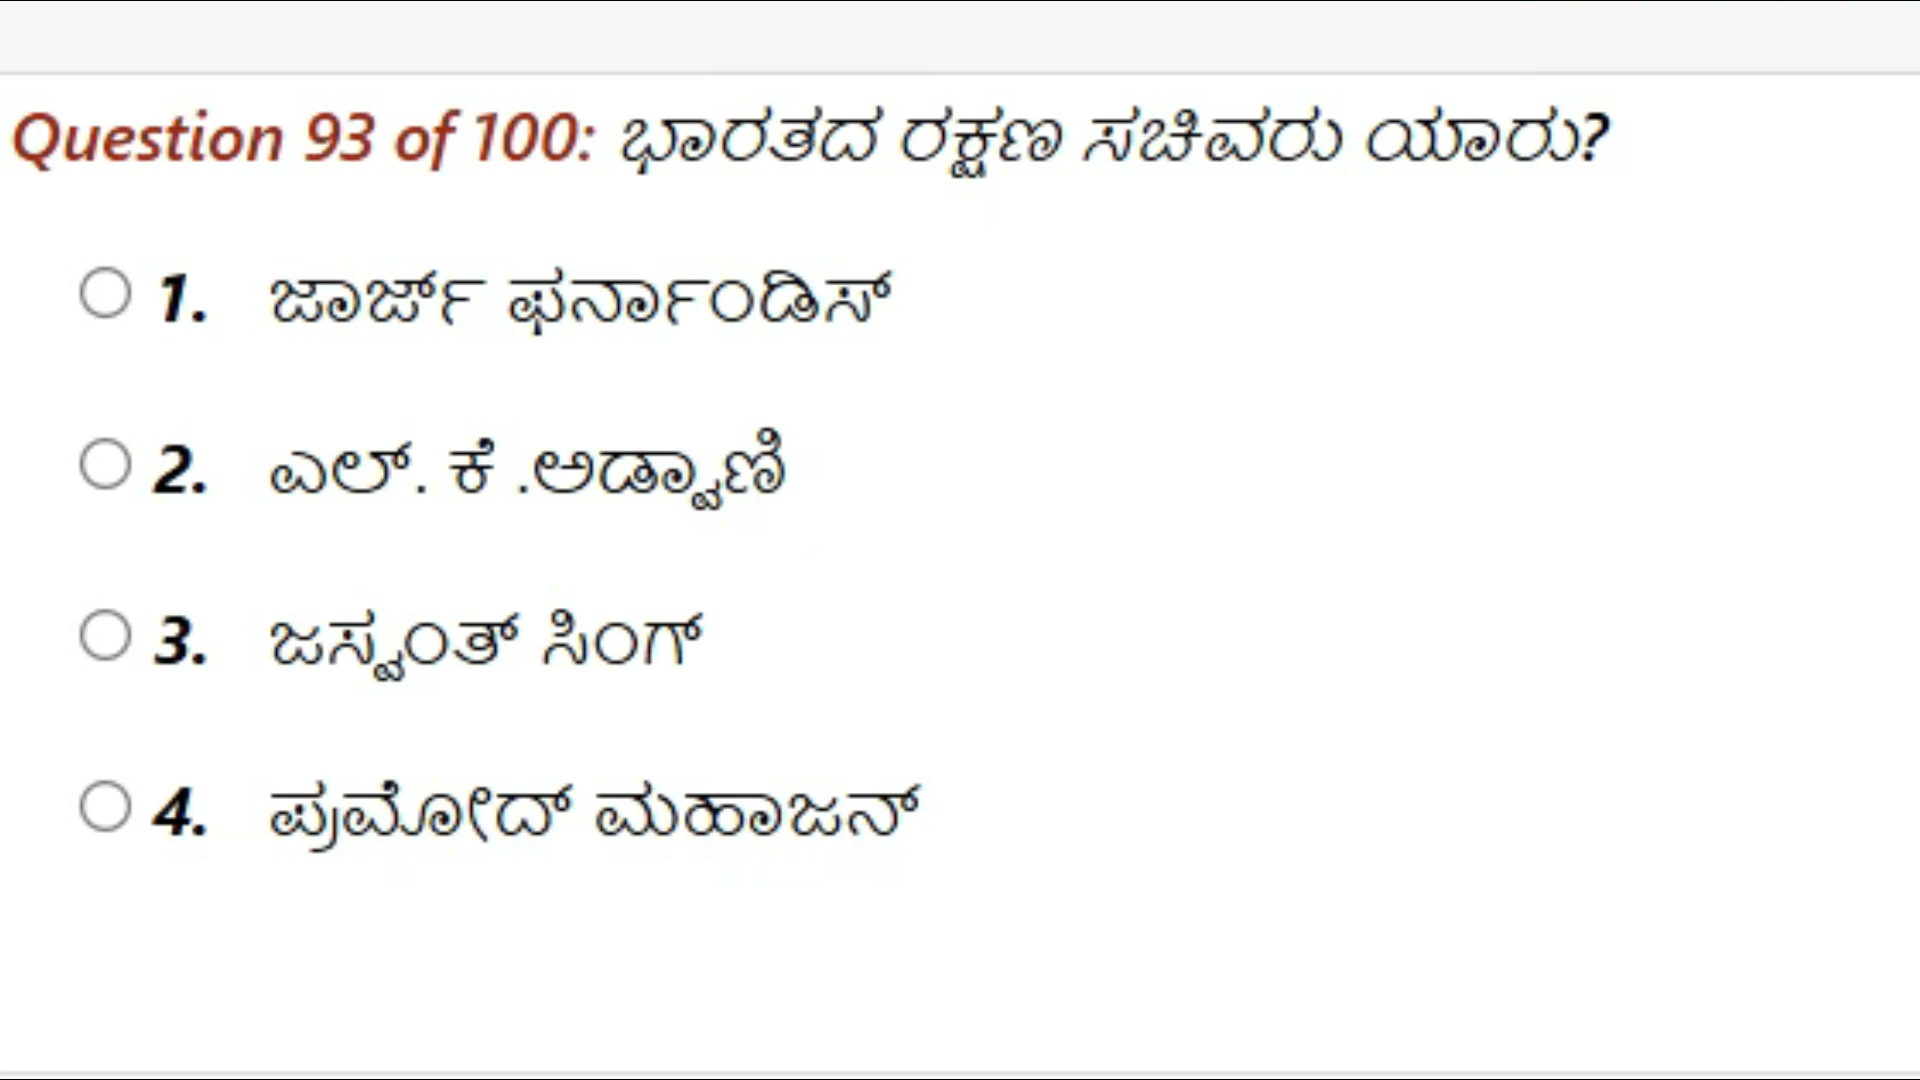 Question 93 of 100: ಭಾರತದ ರಕ್ಷಣ ಸಚಿವರು ಯಾರು?
1. ಜಾರ್ಜ್ ಫರ್ನಾಂಡಿಸ್
2. ಎಲ್. ಕೆ .ಅಡ್ವಾಣಿ
3. ಜಸ್ವಂತ್ ಸಿಂಗ್
4. ಪ್ರಮೋದ್ ಮಹಾಜನ್